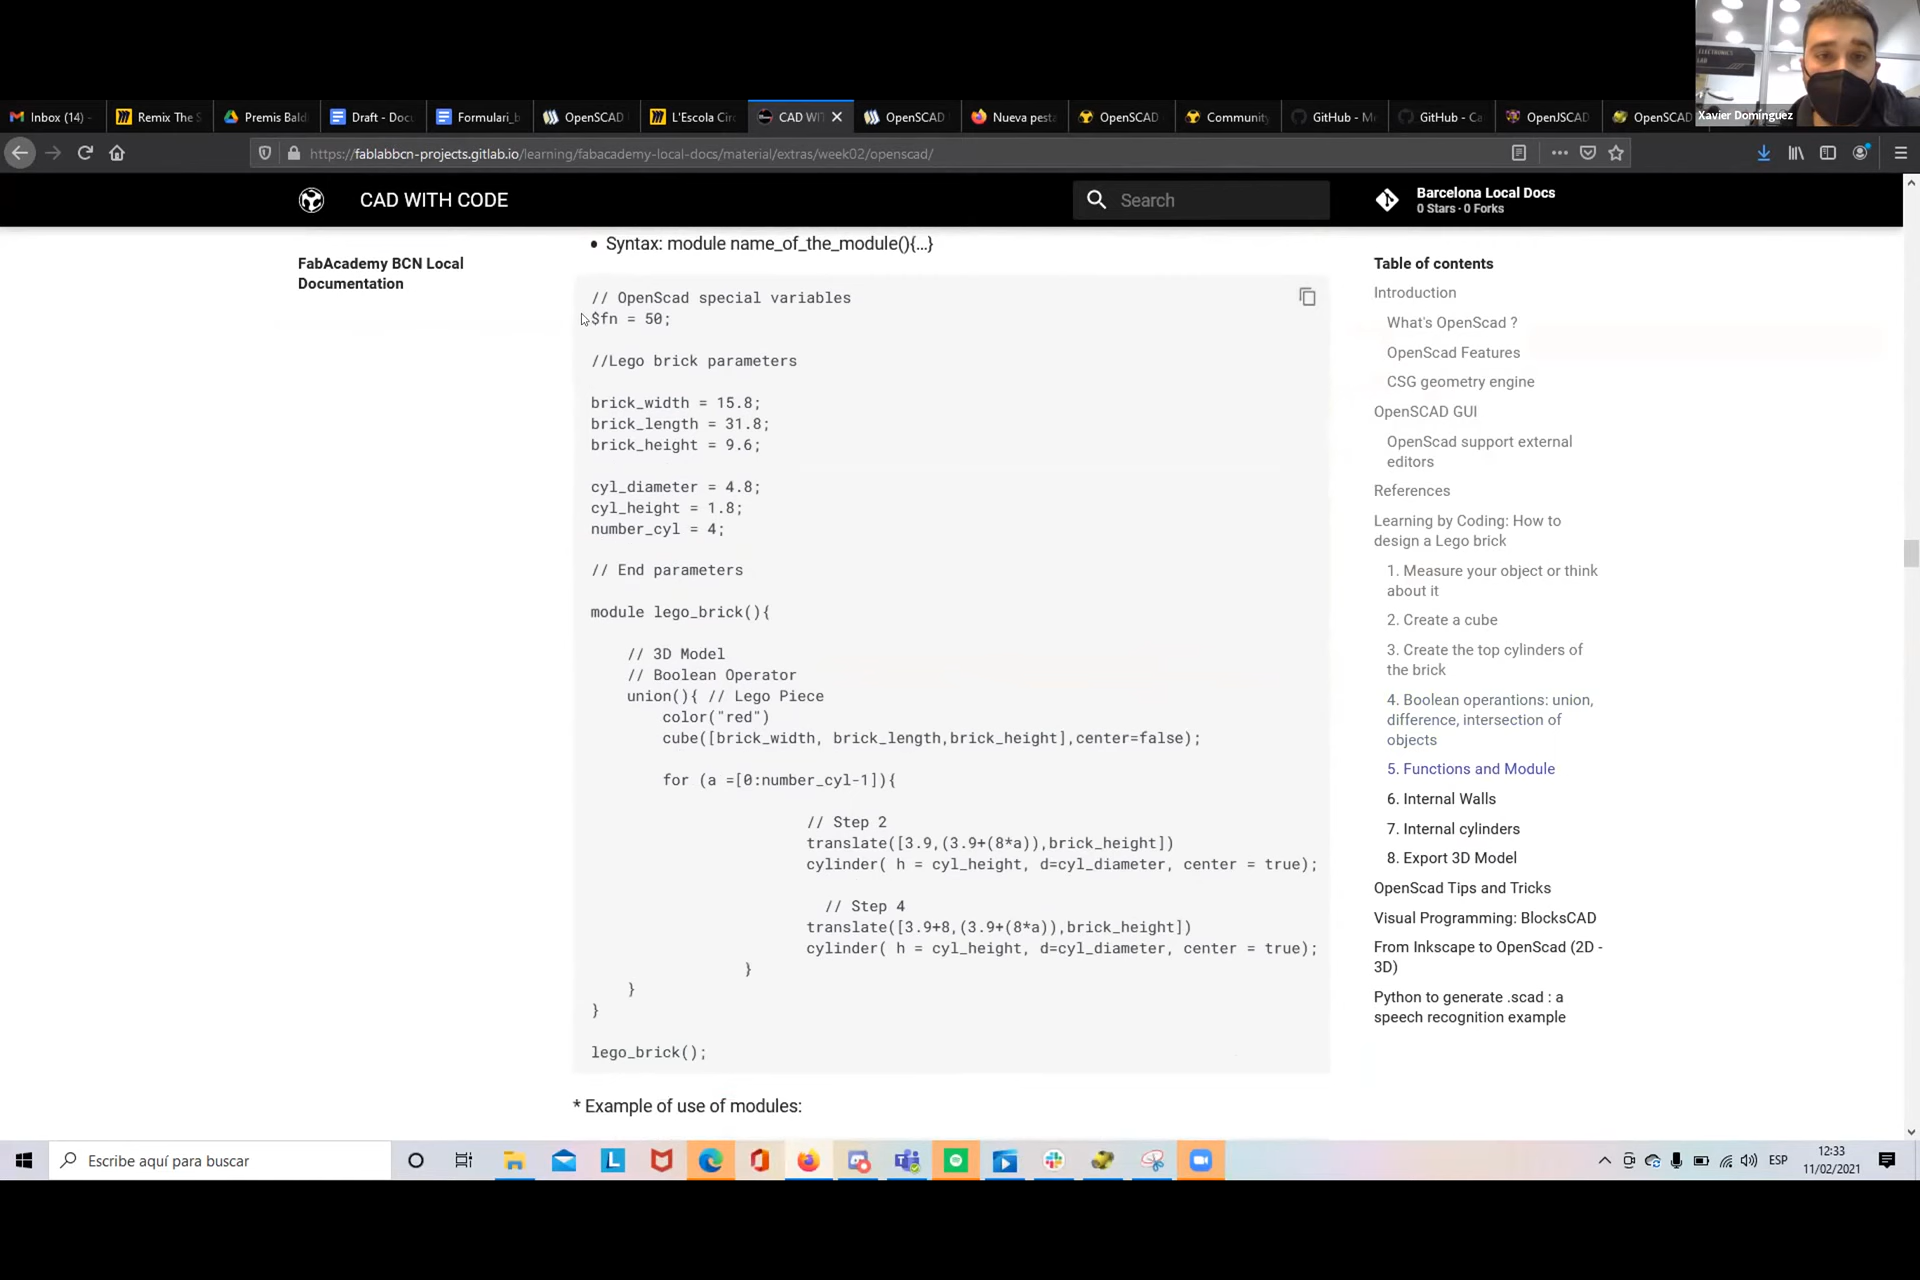 ELECTRONICS
LAB
Xavier Domínguez
Inbox (14) -
Remix The S
Premis Bald
Draft - Docu
Formulari_b
OpenSCAD
L'Escola Circ
CAD WIT
OpenSCAD
Nueva pesta
OpenSCAD
Community
GitHub - Mc
GitHub - Ca
OpenJSCAD
OpenSCAD
https://fablabbcn-projects.gitlab.io/learning/fabacademy-local-docs/material/extras/week02/openscad/
CAD WITH CODE
Search
Barcelona Local Docs
0 Stars · 0 Forks
FabAcademy BCN Local
Documentation
• Syntax: module name_of_the_module(){…}
// OpenScad special variables
$fn = 50;
//Lego brick parameters
brick_width = 15.8;
brick_length = 31.8;
brick_height = 9.6;
cyl_diameter = 4.8;
cyl_height = 1.8;
number_cyl = 4;
// End parameters
module lego_brick(){
// 3D Model
// Boolean Operator
union(){ // Lego Piece
color("red")
cube([brick_width, brick_length,brick_height],center=false);
for (a =[0:number_cyl-1]){
// Step 2
translate([3.9,(3.9+(8*a)),brick_height])
cylinder( h = cyl_height, d=cyl_diameter, center = true);
// Step 4
translate([3.9+8,(3.9+(8*a)),brick_height])
cylinder( h = cyl_height, d=cyl_diameter, center = true);
}
}
}
lego_brick();
* Example of use of modules:
Table of contents
Introduction
What's OpenScad ?
OpenScad Features
CSG geometry engine
OpenSCAD GUI
OpenScad support external
editors
References
Learning by Coding: How to
design a Lego brick
1. Measure your object or think
about it
2. Create a cube
3. Create the top cylinders of
the brick
4. Boolean operantions: union,
difference, intersection of
objects
5. Functions and Module
6. Internal Walls
7. Internal cylinders
8. Export 3D Model
OpenScad Tips and Tricks
Visual Programming: BlocksCAD
From Inkscape to OpenScad (2D -
3D)
Python to generate .scad : a
speech recognition example
Escribe aquí para buscar
ESP
12:33
11/02/2021